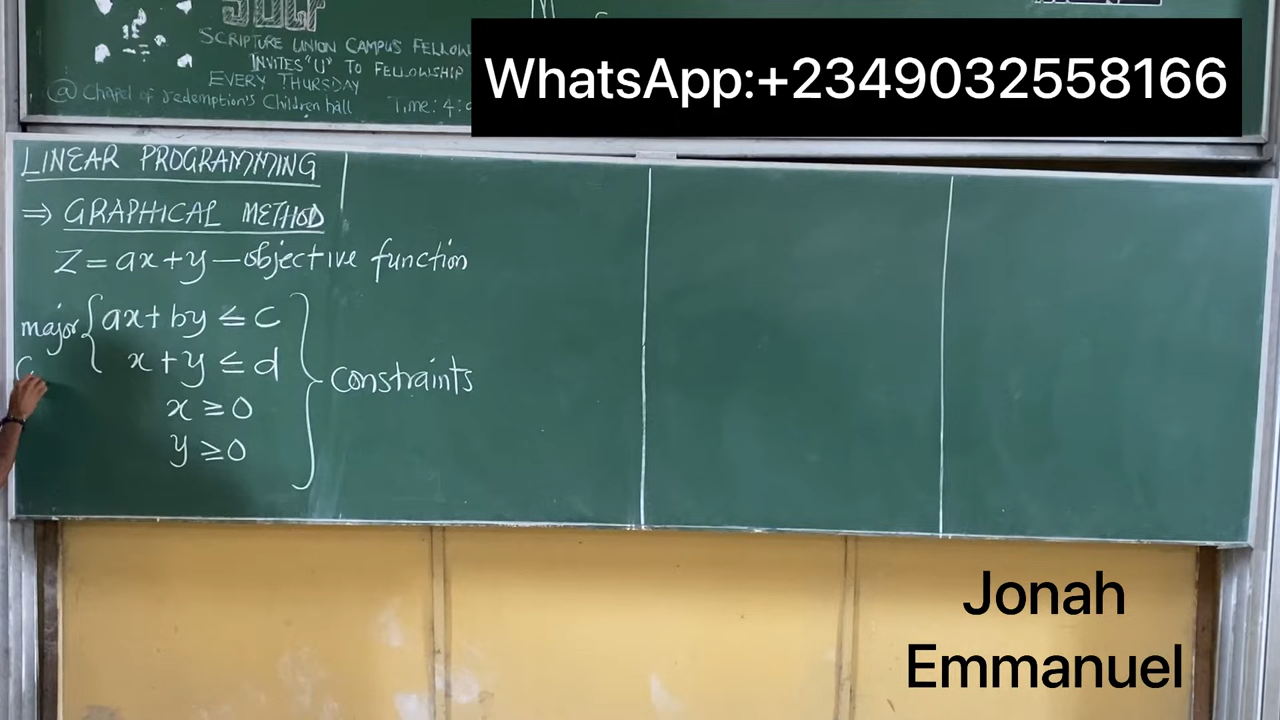 SCRIPTURE UNION CAMPUS
INVITES "U" TO FELLOWSHIP
EVERY THURSDAY
@ Chapel of redemption's Children hall Time: 4:
WhatsApp:+2349032558166
LINEAR PROGRAMMING
⇒ GRAPHICAL METHOD
Z = ax + y — objective function
major { ax + by ≤ c
x + y ≤ d
} constraints
x ≥ 0
y ≥ 0
Jonah
Emmanuel